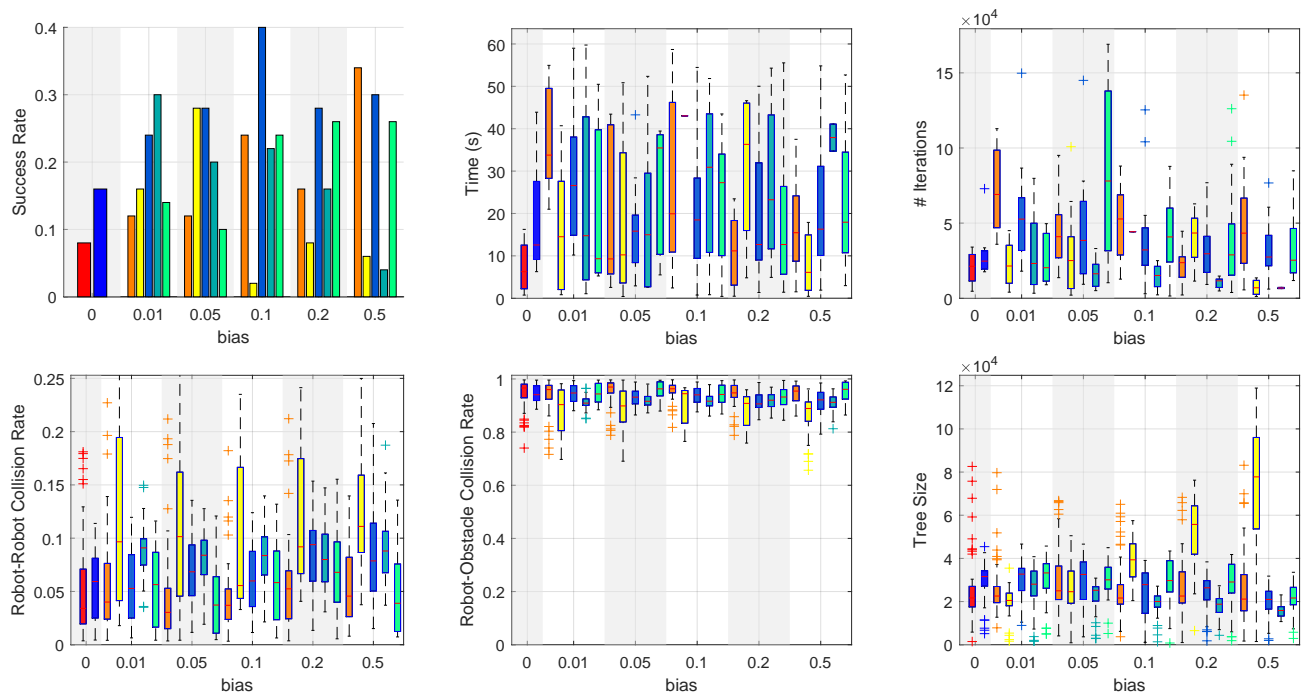 0.4
0.3
0.2
0.1
0
Success Rate
0 0.01 0.05 0.1 0.2 0.5
bias
60
50
40
30
20
10
0
Time (s)
0 0.01 0.05 0.1 0.2 0.5
bias
×10⁴
15
10
5
0
# Iterations
0 0.01 0.05 0.1 0.2 0.5
bias
0.25
0.2
0.15
0.1
0.05
0
Robot-Robot Collision Rate
0 0.01 0.05 0.1 0.2 0.5
bias
1
0.8
0.6
0.4
0.2
0
Robot-Obstacle Collision Rate
0 0.01 0.05 0.1 0.2 0.5
bias
×10⁴
12
10
8
6
4
2
0
Tree Size
0 0.01 0.05 0.1 0.2 0.5
bias